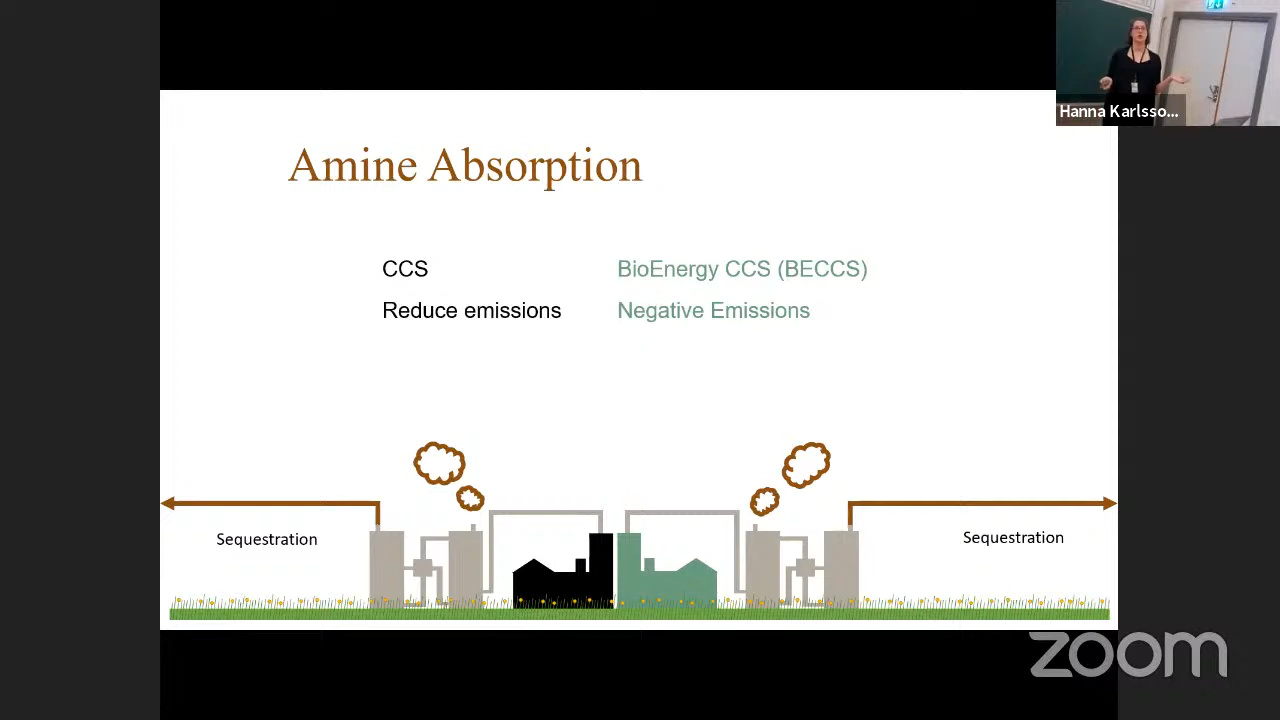 Hanna Karlsso...
Amine Absorption
CCS
BioEnergy CCS (BECCS)
Reduce emissions
Negative Emissions
Sequestration
Sequestration
zoom